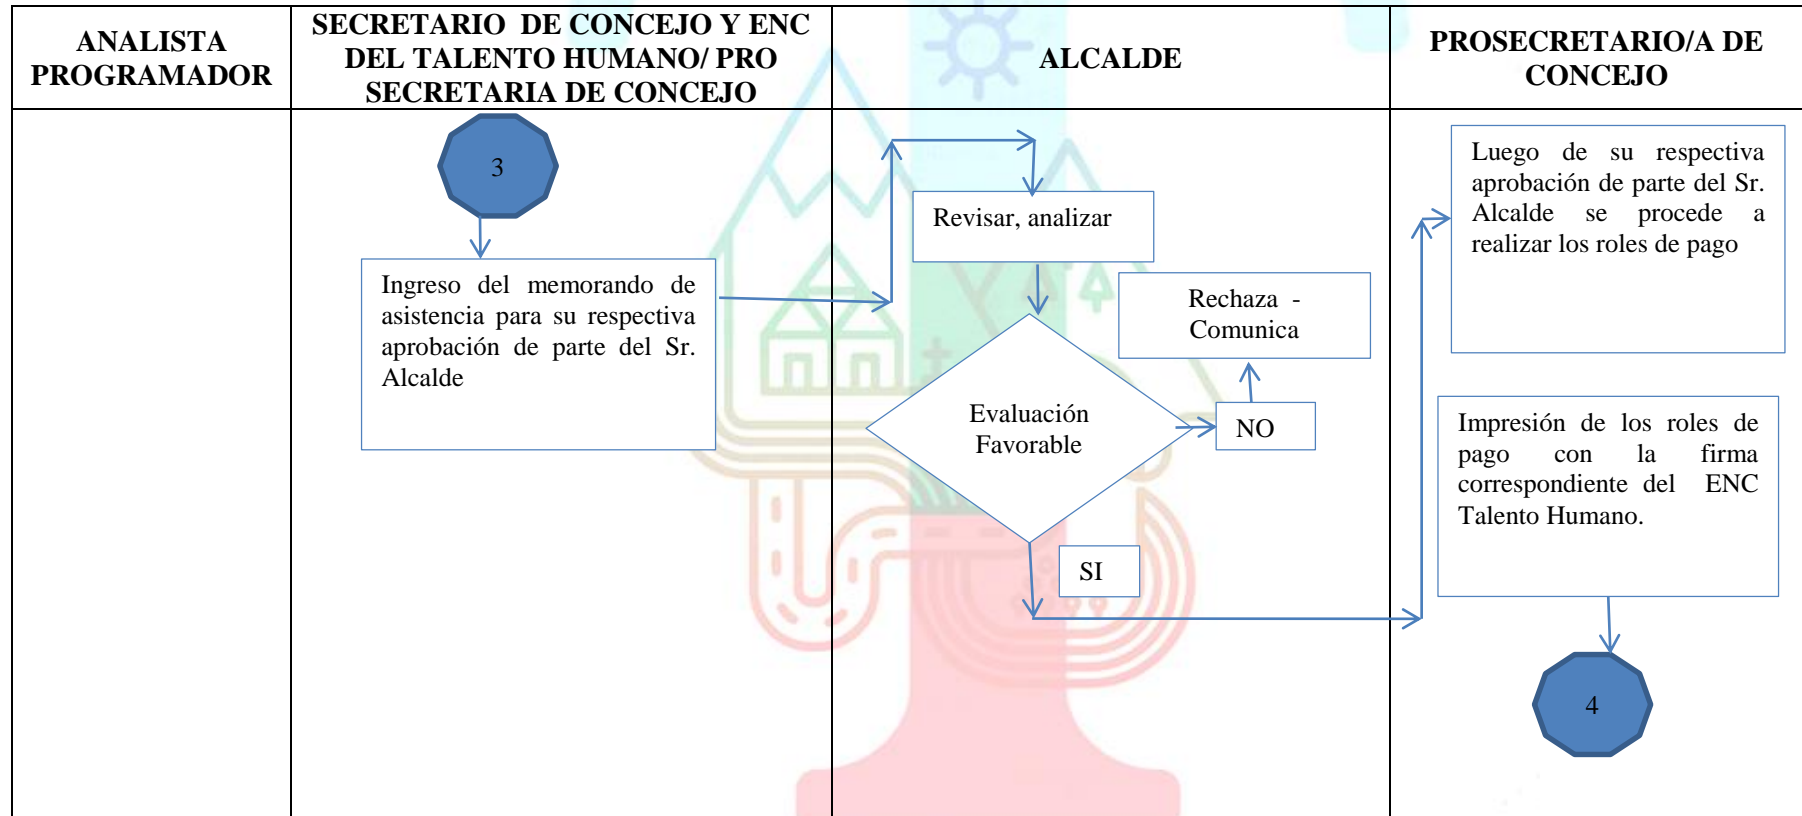 ANALISTA
PROGRAMADOR
SECRETARIO DE CONCEJO Y ENC
DEL TALENTO HUMANO/ PRO
SECRETARIA DE CONCEJO
ALCALDE
PROSECRETARIO/A DE
CONCEJO
3
Ingreso del memorando de
asistencia para su respectiva
aprobación de parte del Sr.
Alcalde
Revisar, analizar
Rechaza -
Comunica
Evaluación
Favorable
NO
SI
Luego de su respectiva
aprobación de parte del Sr.
Alcalde se procede a
realizar los roles de pago
Impresión de los roles de
pago con la firma
correspondiente del ENC
Talento Humano.
4